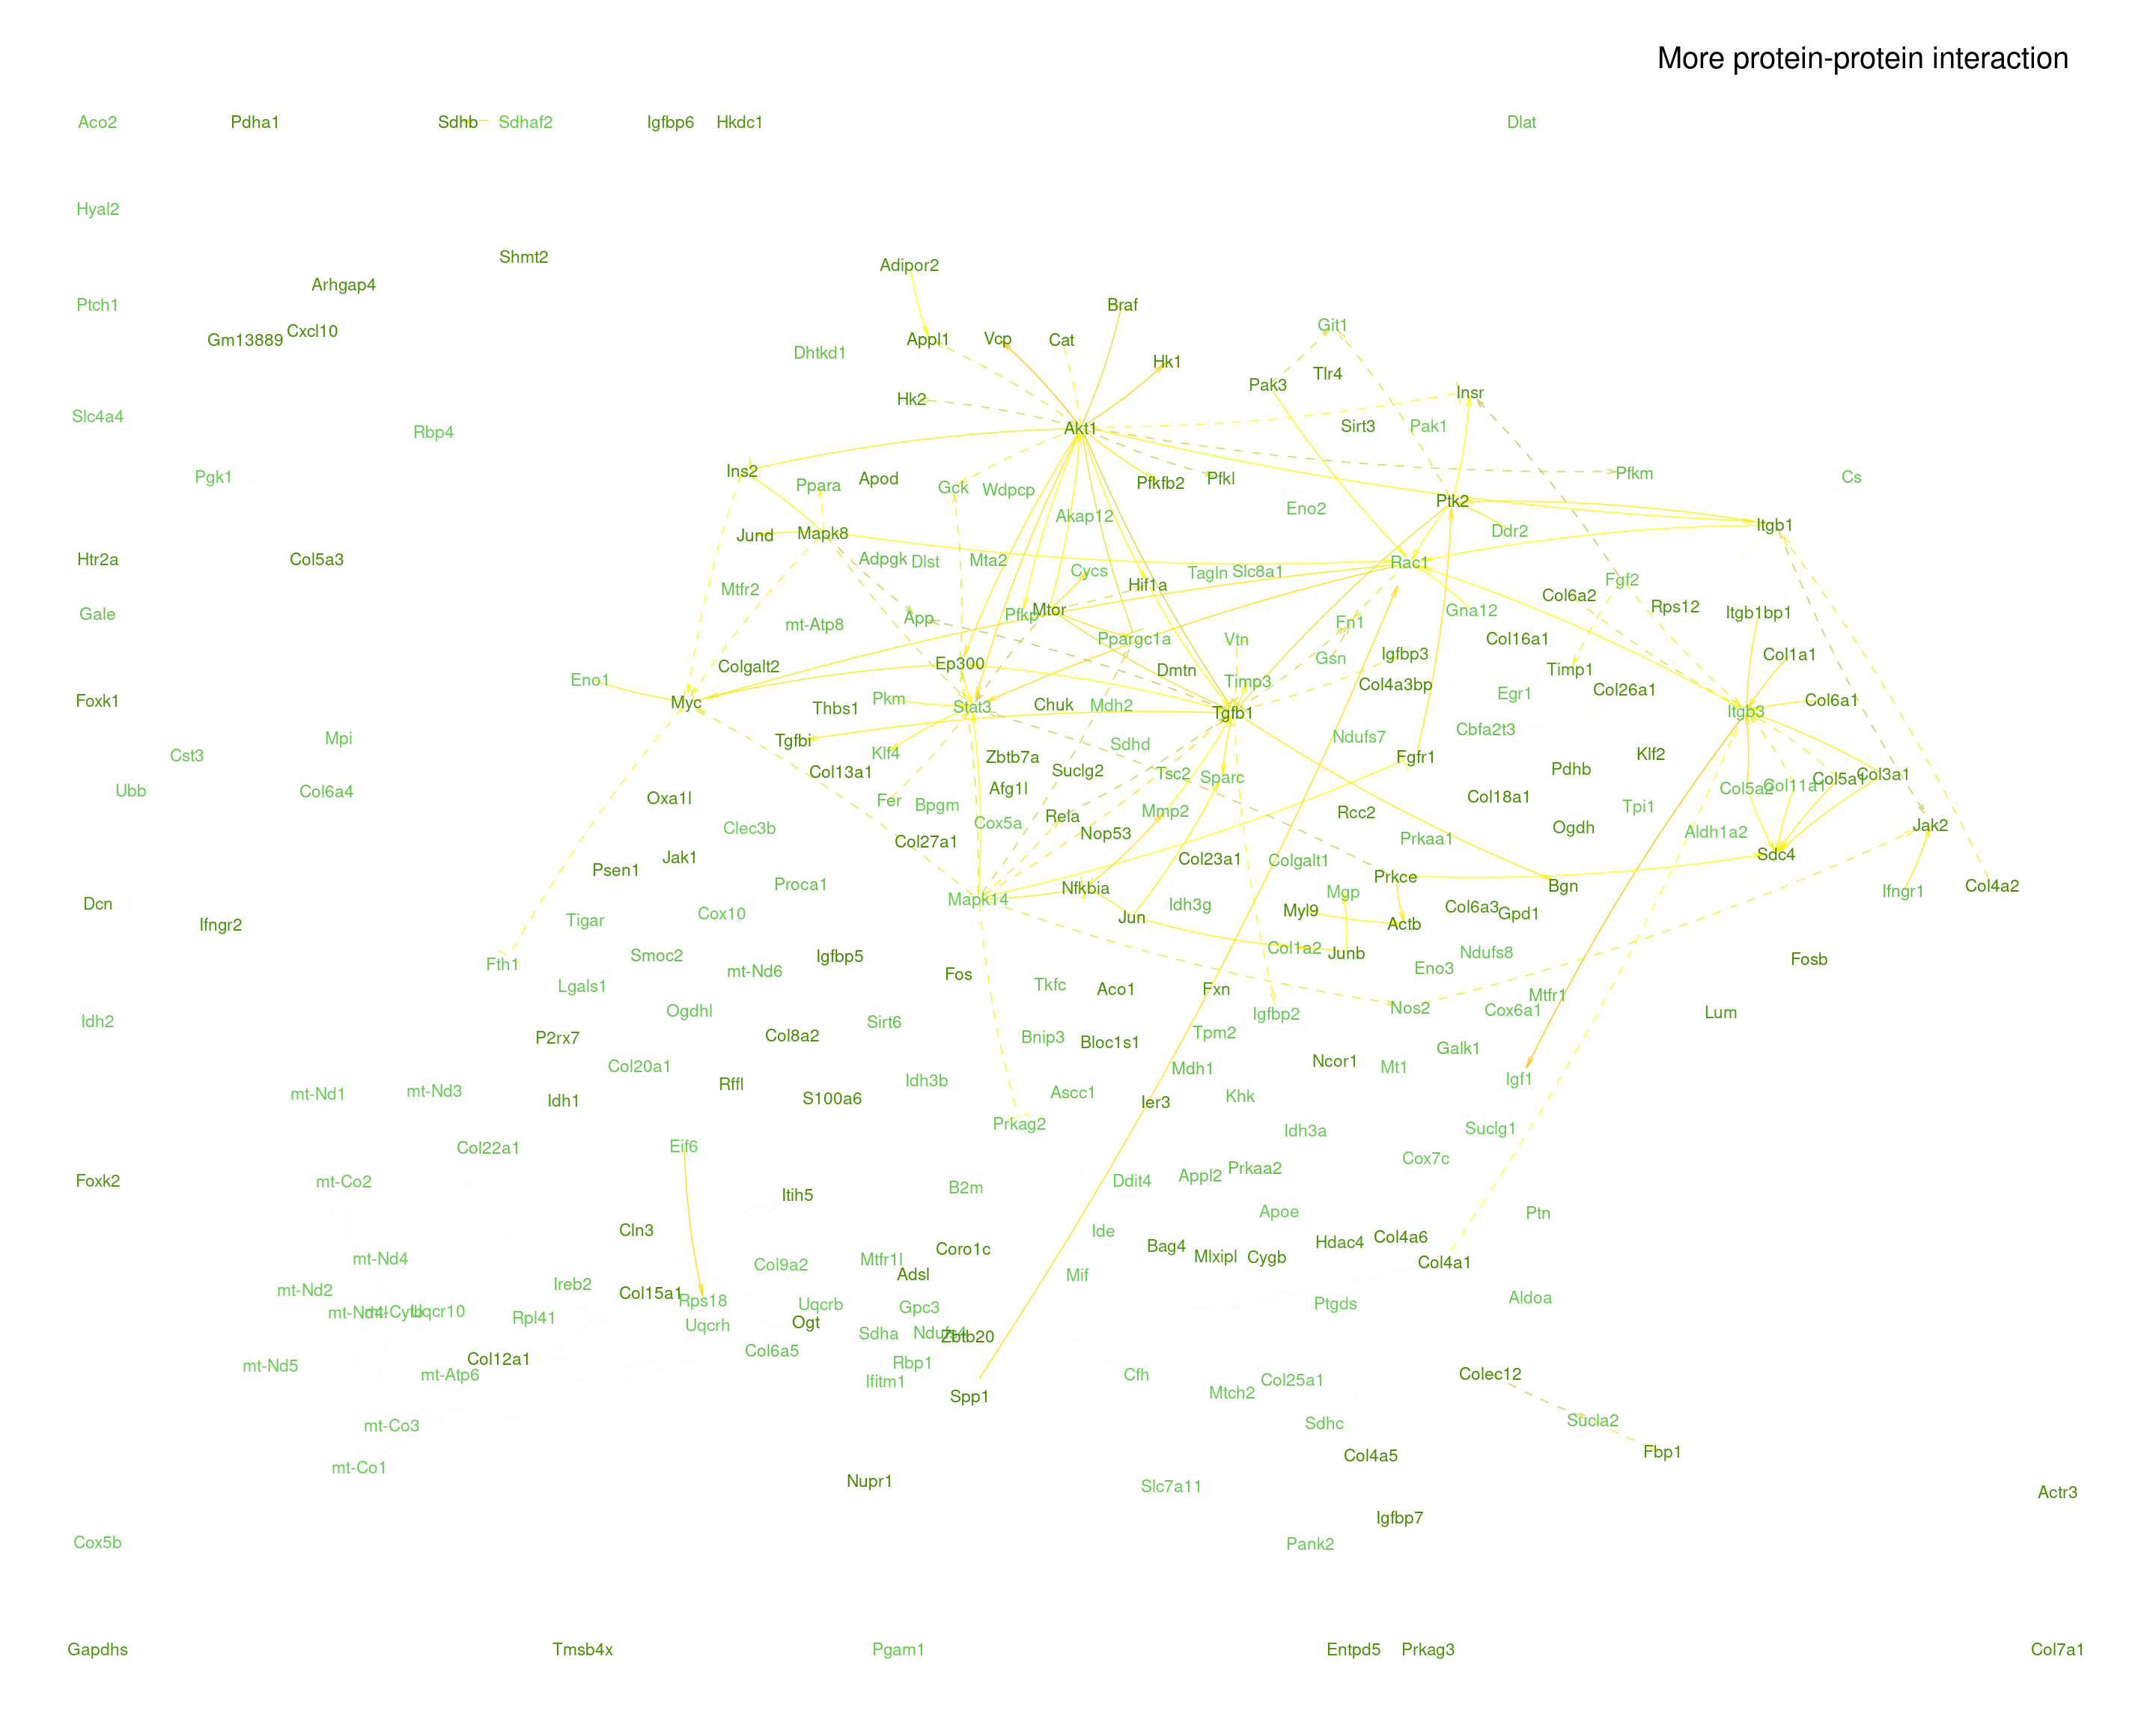 More protein-protein interaction
Aco2
Pdha1
Sdhb
Sdhaf2
Igfbp6
Hkdc1
Dlat
Hyal2
Shmt2
Adipor2
Arhgap4
Ptch1
Braf
Git1
Cxcl10
Gm13889
Appl1
Vcp
Cat
Dhtkd1
Hk1
Tlr4
Pak3
Insr
Hk2
Slc4a4
Rbp4
Akt1
Sirt3
Pak1
Ins2
Pgk1
Ppara
Apod
Gck
Wdpcp
Pfkfb2
Pfkl
Pfkm
Cs
Ptk2
Eno2
Akap12
Itgb1
Ddr2
Jund
Mapk8
Htr2a
Col5a3
Adpgk
Dlst
Mta2
Cycs
Tagln
Slc8a1
Rac1
Hif1a
Fgf2
Mtfr2
Col6a2
Gale
mt-Atp8
App
Pfkp
Mtor
Gna12
Rps12
Itgb1bp1
Fn1
Ppargc1a
Vtn
Col16a1
Colgalt2
Ep300
Dmtn
Gsn
Igfbp3
Col1a1
Timp1
Eno1
Timp3
Col4a3bp
Egr1
Col26a1
Foxk1
Myc
Thbs1
Pkm
Stat3
Chuk
Mdh2
Tgfb1
Itgb3
Col6a1
Mpi
Tgfbi
Sdhd
Ndufs7
Cbfa2t3
Cst3
Klf4
Zbtb7a
Fgfr1
Klf2
Col13a1
Suclg2
Tsc2
Sparc
Pdhb
Col5a1
Col3a1
Ubb
Col6a4
Oxa1l
Fer
Afg1l
Col18a1
Col5a2
Col11a1
Bpgm
Mmp2
Tpi1
Clec3b
Cox5a
Rela
Rcc2
Ogdh
Jak2
Col27a1
Nop53
Prkaa1
Aldh1a2
Jak1
Psen1
Col23a1
Colgalt1
Sdc4
Proca1
Nfkbia
Prkce
Bgn
Ifngr1
Col4a2
Dcn
Mapk14
Mgp
Idh3g
Col6a3
Gpd1
Ifngr2
Tigar
Cox10
Jun
Myl9
Actb
Col1a2
Junb
Ndufs8
Smoc2
Igfbp5
Fosb
Fth1
mt-Nd6
Fos
Eno3
Lgals1
Tkfc
Aco1
Fxn
Mtfr1
Idh2
Ogdhl
Sirt6
Igfbp2
Nos2
Cox6a1
Lum
P2rx7
Col8a2
Bnip3
Bloc1s1
Tpm2
Galk1
Col20a1
Mdh1
Ncor1
Mt1
mt-Nd1
mt-Nd3
Rffl
Idh3b
Igf1
Idh1
S100a6
Ascc1
Ier3
Khk
Prkag2
Idh3a
Suclg1
Col22a1
Eif6
Cox7c
Foxk2
mt-Co2
Itih5
B2m
Ddit4
Appl2
Prkaa2
Apoe
Ptn
Cln3
Ide
Bag4
Hdac4
Col4a6
mt-Nd4
Col9a2
Mtfr1l
Coro1c
Mlxipl
Cygb
Col4a1
Adsl
Mif
mt-Nd2
Ireb2
Col15a1
Rps18
Uqcrb
Gpc3
Ptgds
Aldoa
mt-Nd4l
mt-Cytb
Uqcr10
Rpl41
Uqcrh
Ogt
Sdha
Ndufs4
Zbtb20
Col6a5
mt-Nd5
mt-Atp6
Col12a1
Rbp1
Ifitm1
Spp1
Cfh
Mtch2
Col25a1
Colec12
mt-Co3
Sdhc
Sucla2
Col4a5
Fbp1
mt-Co1
Nupr1
Slc7a11
Actr3
Igfbp7
Cox5b
Pank2
Gapdhs
Tmsb4x
Pgam1
Entpd5
Prkag3
Col7a1